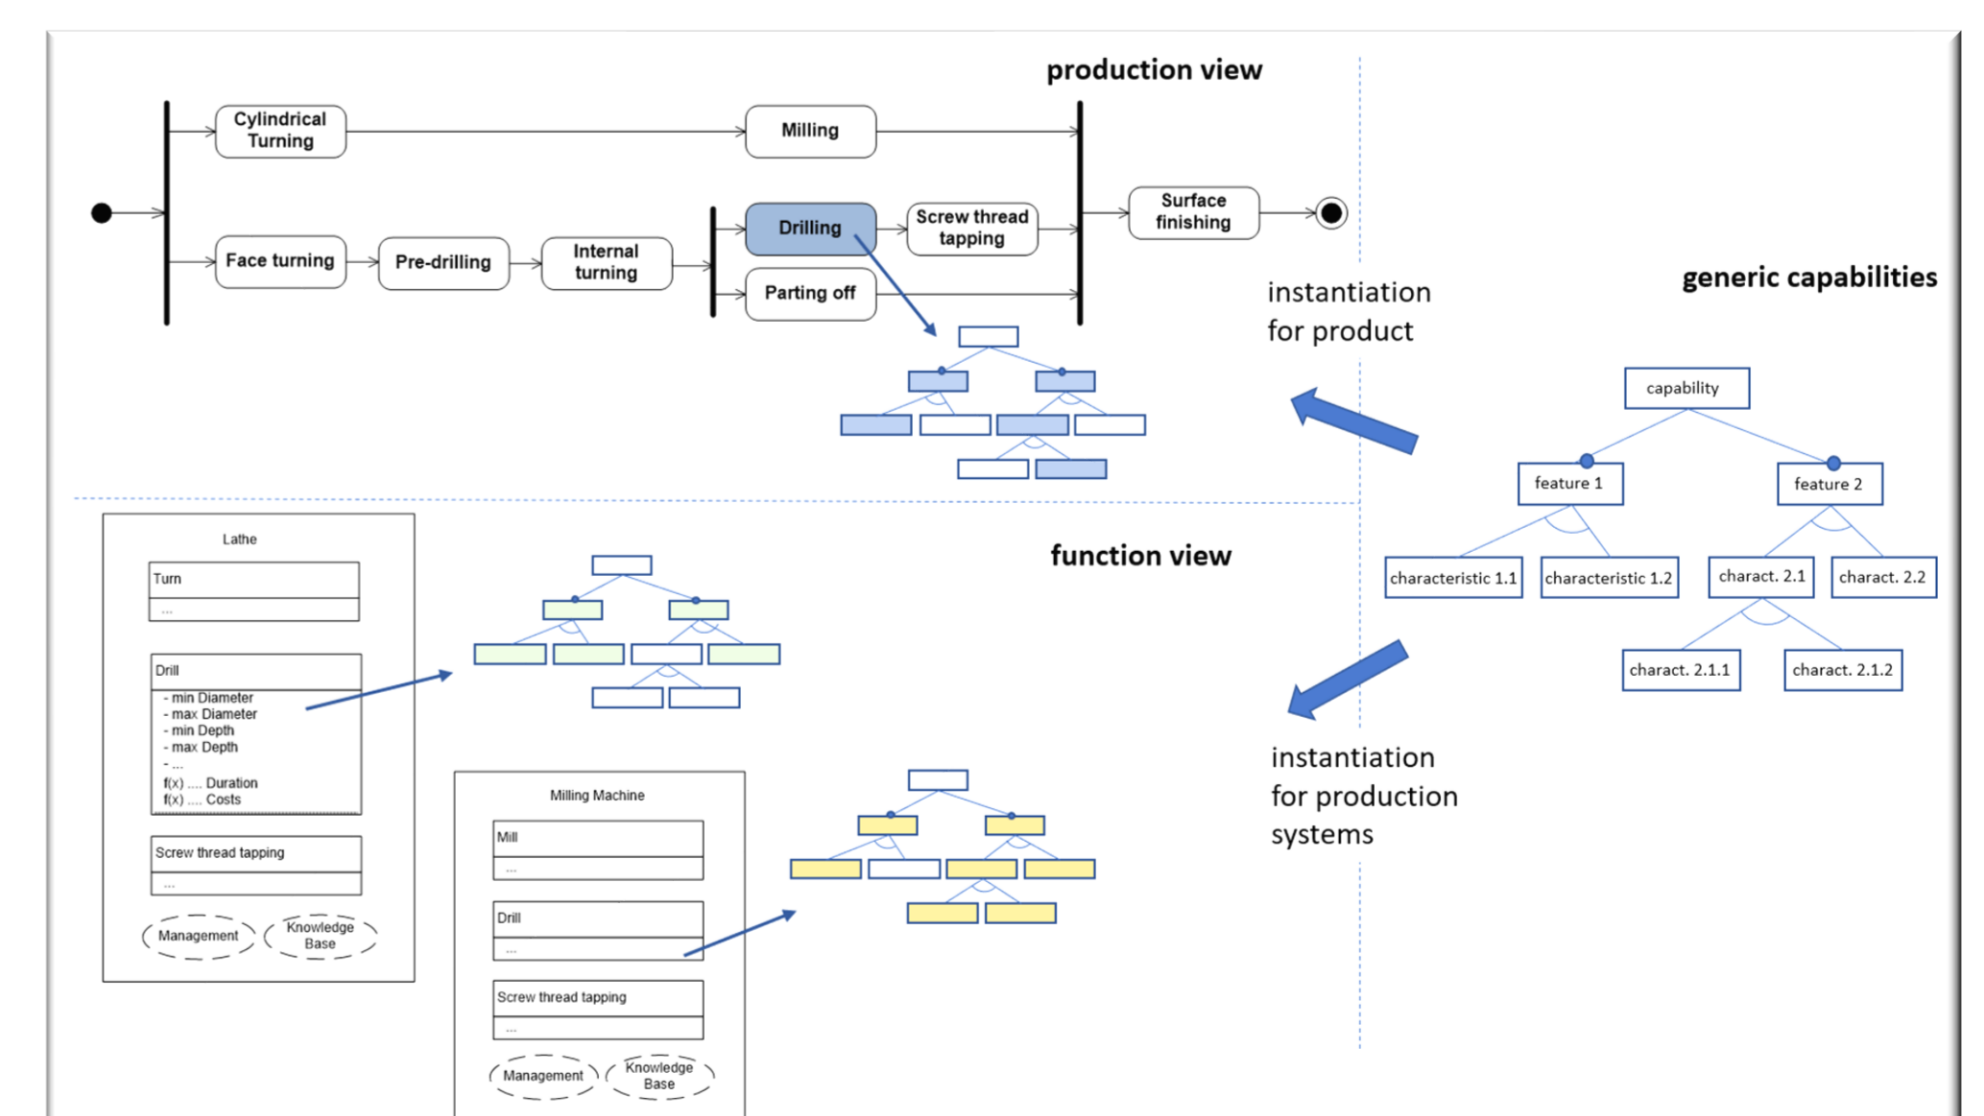 production view
Cylindrical
Turning
Milling
Drilling
Screw thread
tapping
Surface
finishing
Face turning
Pre-drilling
Internal
turning
Parting off
instantiation
for product
generic capabilities
capability
feature 1
feature 2
characteristic 1.1
characteristic 1.2
charact. 2.1
charact. 2.2
charact. 2.1.1
charact. 2.1.2
function view
Lathe
Turn
...
Drill
- min Diameter
- max Diameter
- min Depth
- max Depth
- ...
f(x) .... Duration
f(x) .... Costs
Screw thread tapping
...
Management
Knowledge
Base
Milling Machine
Mill
...
Drill
...
Screw thread tapping
...
Management
Knowledge
Base
instantiation
for production
systems